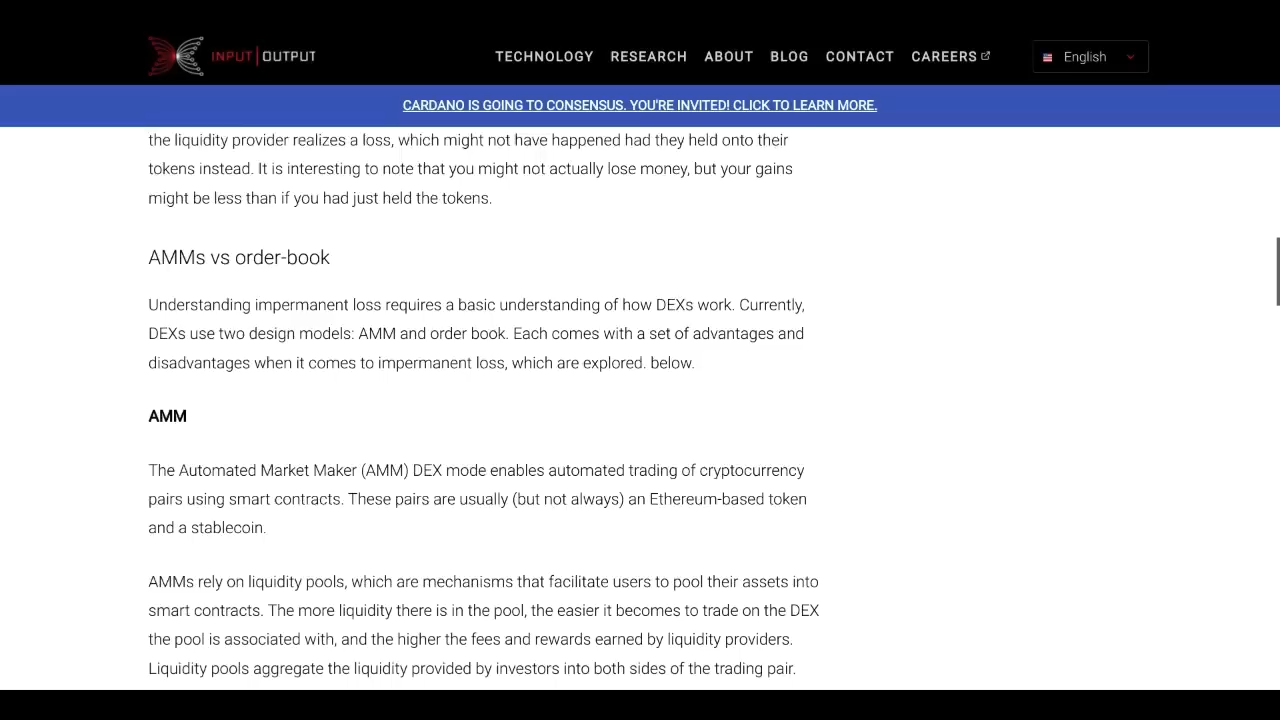 INPUT|OUTPUT
TECHNOLOGY RESEARCH ABOUT BLOG CONTACT CAREERS English
CARDANO IS GOING TO CONSENSUS. YOU'RE INVITED! CLICK TO LEARN MORE.
the liquidity provider realizes a loss, which might not have happened had they held onto their
tokens instead. It is interesting to note that you might not actually lose money, but your gains
might be less than if you had just held the tokens.
AMMs vs order-book
Understanding impermanent loss requires a basic understanding of how DEXs work. Currently,
DEXs use two design models: AMM and order book. Each comes with a set of advantages and
disadvantages when it comes to impermanent loss, which are explored. below.
AMM
The Automated Market Maker (AMM) DEX mode enables automated trading of cryptocurrency
pairs using smart contracts. These pairs are usually (but not always) an Ethereum-based token
and a stablecoin.
AMMs rely on liquidity pools, which are mechanisms that facilitate users to pool their assets into
smart contracts. The more liquidity there is in the pool, the easier it becomes to trade on the DEX
the pool is associated with, and the higher the fees and rewards earned by liquidity providers.
Liquidity pools aggregate the liquidity provided by investors into both sides of the trading pair.